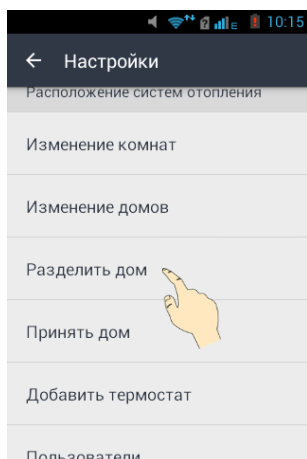 E 10:15
Настройки
Расположение систем отопления
Изменение комнат
Изменение домов
Разделить дом
Принять дом
Добавить термостат
Пользователи